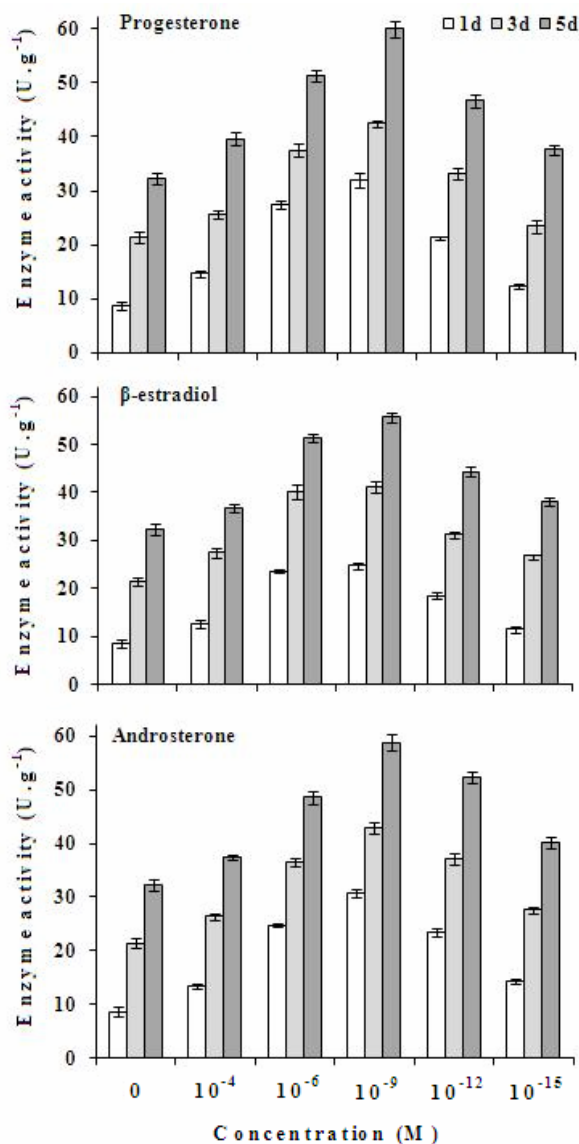 Progesterone
1d 3d 5d
Enzyme activity (U.g⁻¹)
60
50
40
30
20
10
0
β-estradiol
Enzyme activity (U.g⁻¹)
60
50
40
30
20
10
0
Androsterone
Enzyme activity (U.g⁻¹)
60
50
40
30
20
10
0
0 10⁻⁴ 10⁻⁶ 10⁻⁹ 10⁻¹² 10⁻¹⁵
Concentration (M)